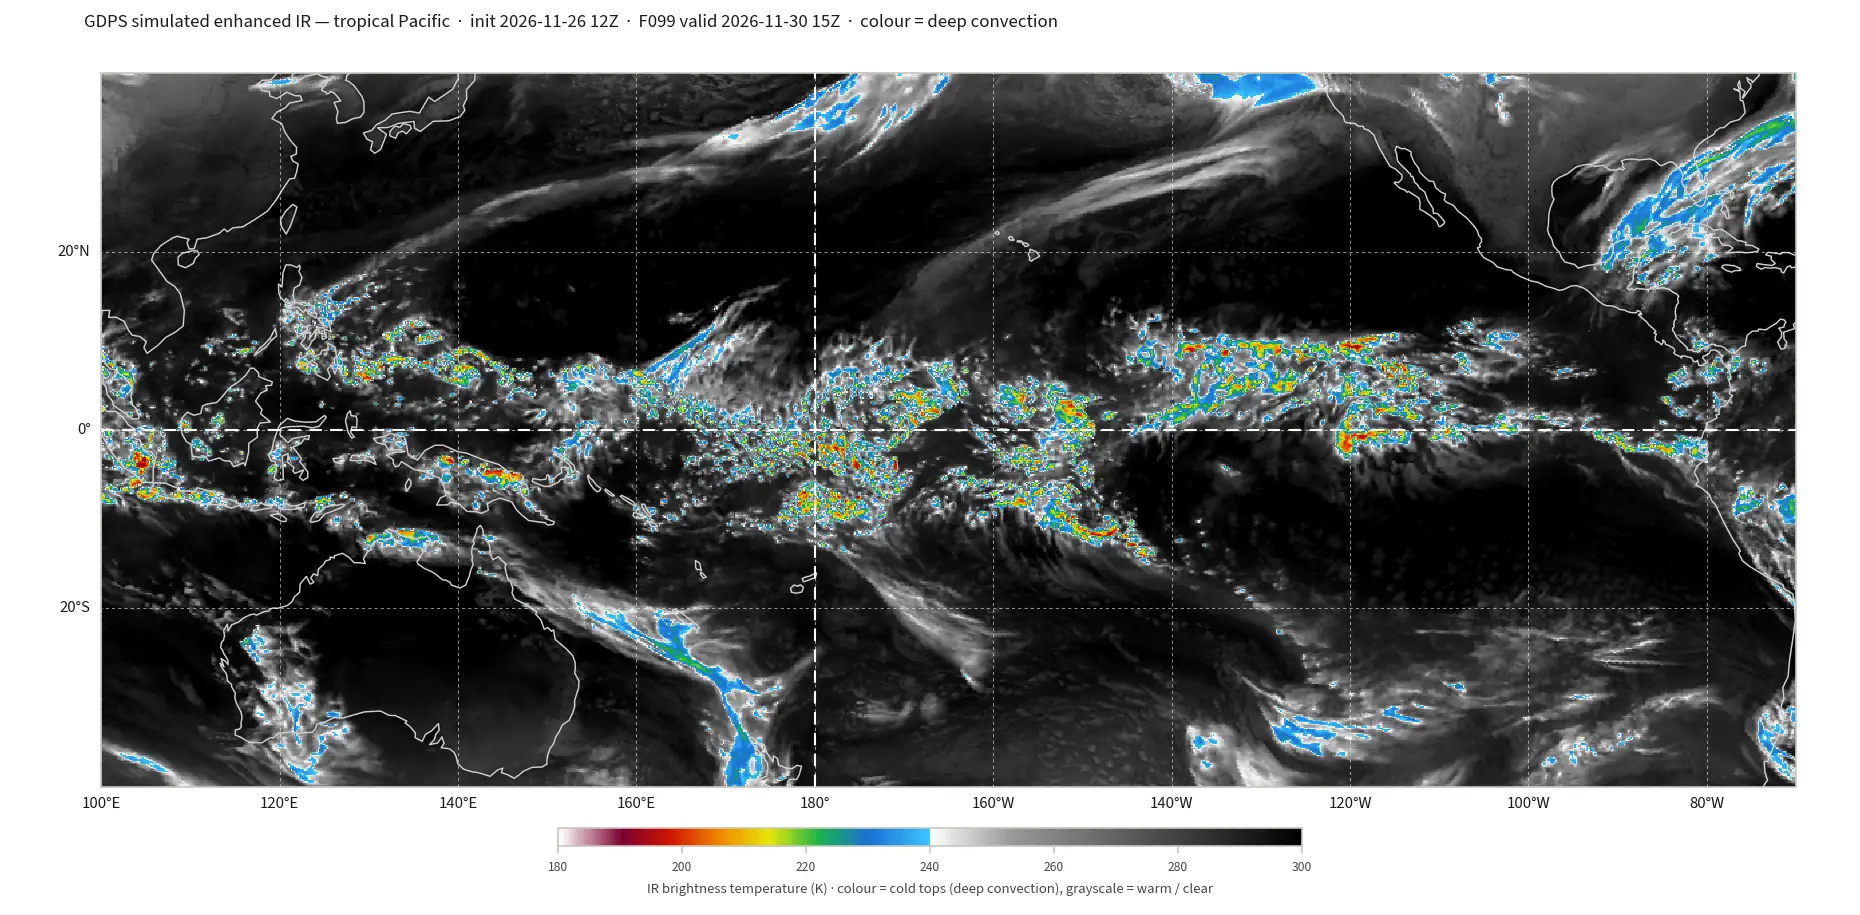 GDPS simulated enhanced IR — tropical Pacific · init 2026-11-26 12Z · F099 valid 2026-11-30 15Z · colour = deep convection
20°N
0°
20°S
100°E 120°E 140°E 160°E 180° 160°W 140°W 120°W 100°W 80°W
180 200 220 240 260 280 300
IR brightness temperature (K) · colour = cold tops (deep convection), grayscale = warm / clear